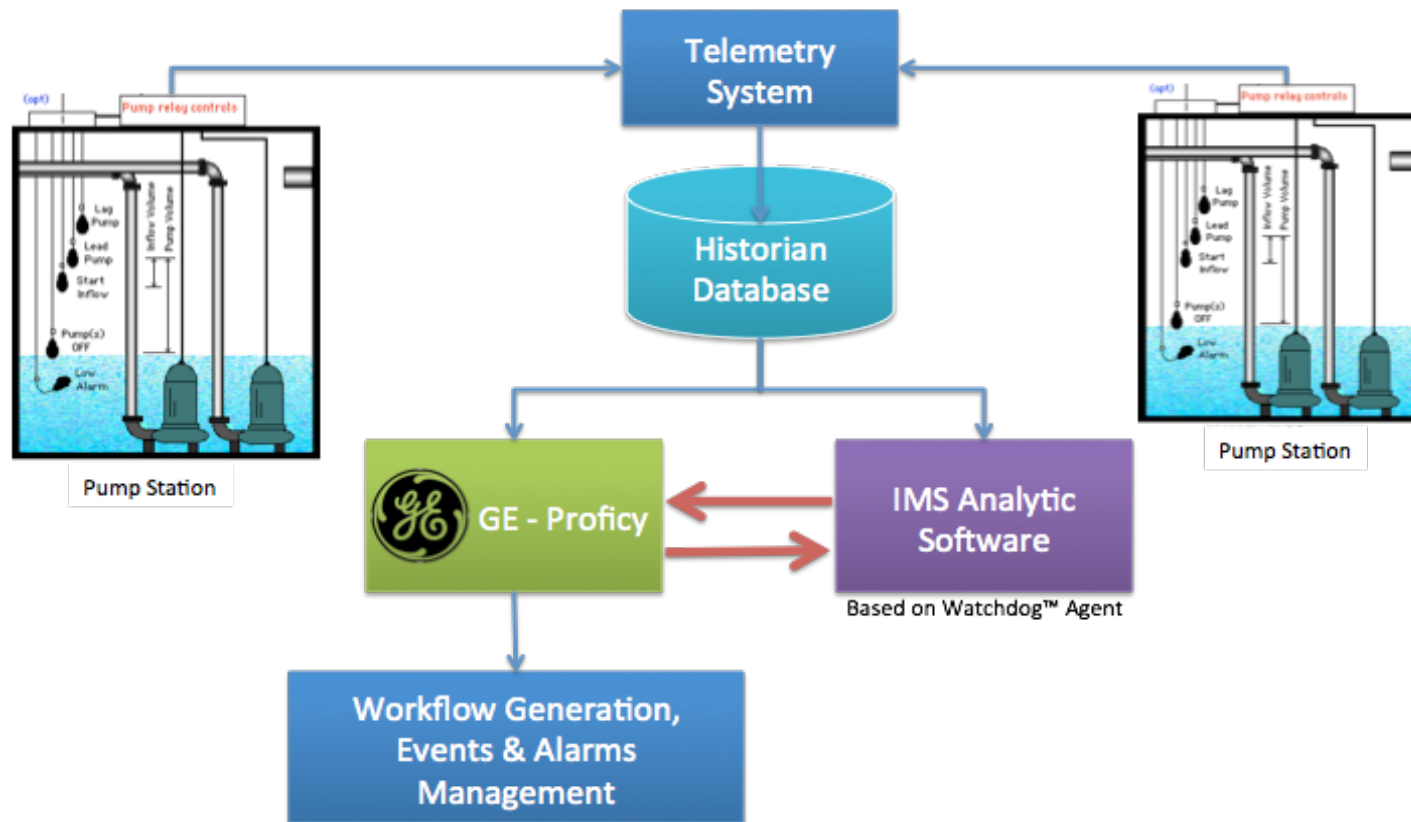 Telemetry
System
(opt)
Pump relay controls
Lag
Pump
Lead
Pump
Start
Inflow
Pump(s)
OFF
Low
Alarm
Inflow Volume
Pump Volume
Pump Station
(opt)
Pump relay controls
Lag
Pump
Lead
Pump
Start
Inflow
Pump(s)
OFF
Low
Alarm
Inflow Volume
Pump Volume
Pump Station
Historian
Database
GE
GE - Proficy
IMS Analytic
Software
Based on Watchdog™ Agent
Workflow Generation,
Events & Alarms
Management